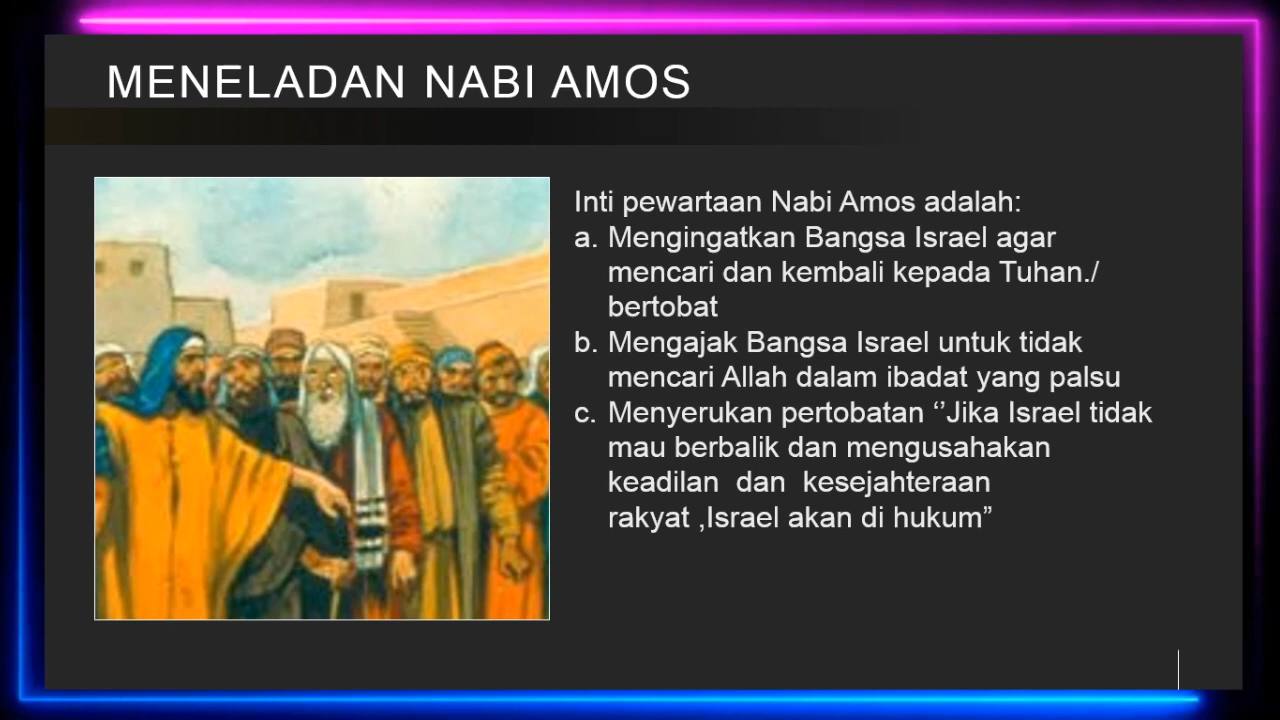 MENELADAN NABI AMOS
Inti pewartaan Nabi Amos adalah:
a. Mengingatkan Bangsa Israel agar
mencari dan kembali kepada Tuhan./
bertobat
b. Mengajak Bangsa Israel untuk tidak
mencari Allah dalam ibadat yang palsu
c. Menyerukan pertobatan ‘’Jika Israel tidak
mau berbalik dan mengusahakan
keadilan dan kesejahteraan
rakyat ,Israel akan di hukum”